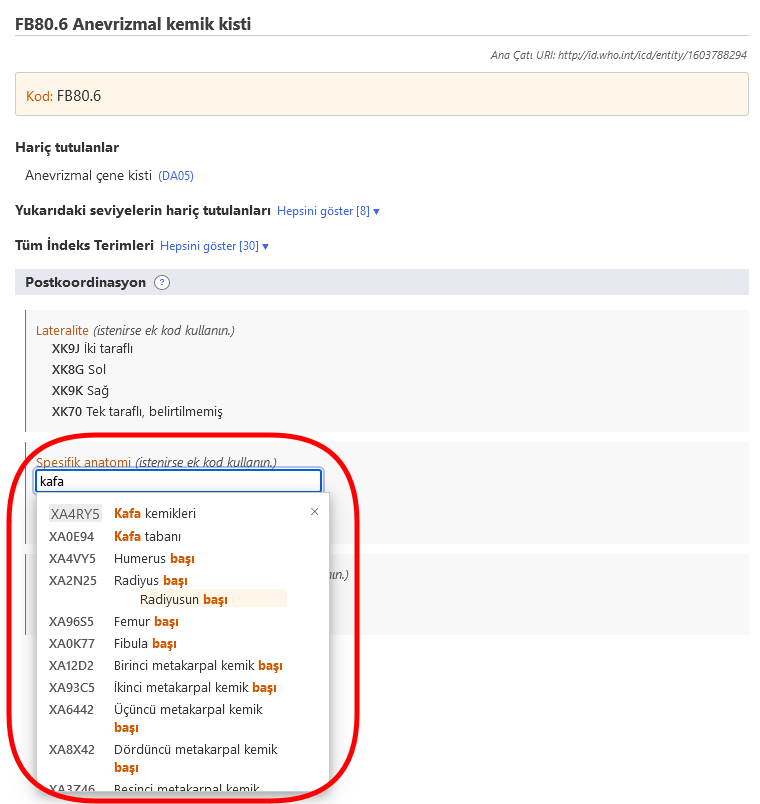 FB80.6 Anevrizmal kemik kisti
Ana Çatı URI: http://id.who.int/icd/entity/1603788294
Kod: FB80.6
Hariç tutulanlar
Anevrizmal çene kisti (DA05)
Yukarıdaki seviyelerin hariç tutulanları Hepsini göster [8] ▾
Tüm İndeks Terimleri Hepsini göster [30] ▾
Postkoordinasyon ?
Lateralite (istenirse ek kod kullanın.)
XK9J İki taraflı
XK8G Sol
XK9K Sağ
XK70 Tek taraflı, belirtilmemiş
Spesifik anatomi (istenirse ek kod kullanın.)
kafa
XA4RY5 Kafa kemikleri ×
XA0E94 Kafa tabanı
XA4VY5 Humerus başı
XA2N25 Radiyus başı
Radiyusun başı
XA96S5 Femur başı
XA0K77 Fibula başı
XA12D2 Birinci metakarpal kemik başı
XA93C5 İkinci metakarpal kemik başı
XA6442 Üçüncü metakarpal kemik
başı
XA8X42 Dördüncü metakarpal kemik
başı
XA3Z46 Beşinci metakarpal kemik